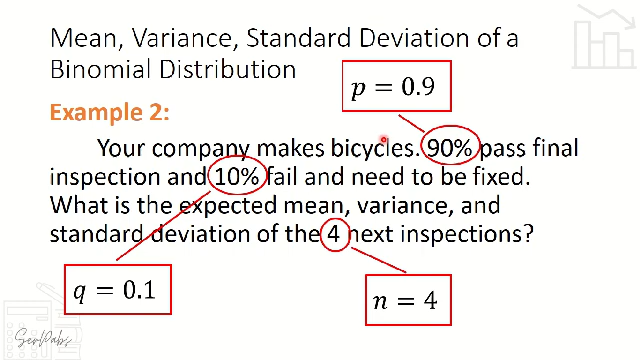 Mean, Variance, Standard Deviation of a
Binomial Distribution
p = 0.9
Example 2:
Your company makes bicycles. 90% pass final
inspection and 10% fail and need to be fixed.
What is the expected mean, variance, and
standard deviation of the 4 next inspections?
q = 0.1
n = 4
SerPabs